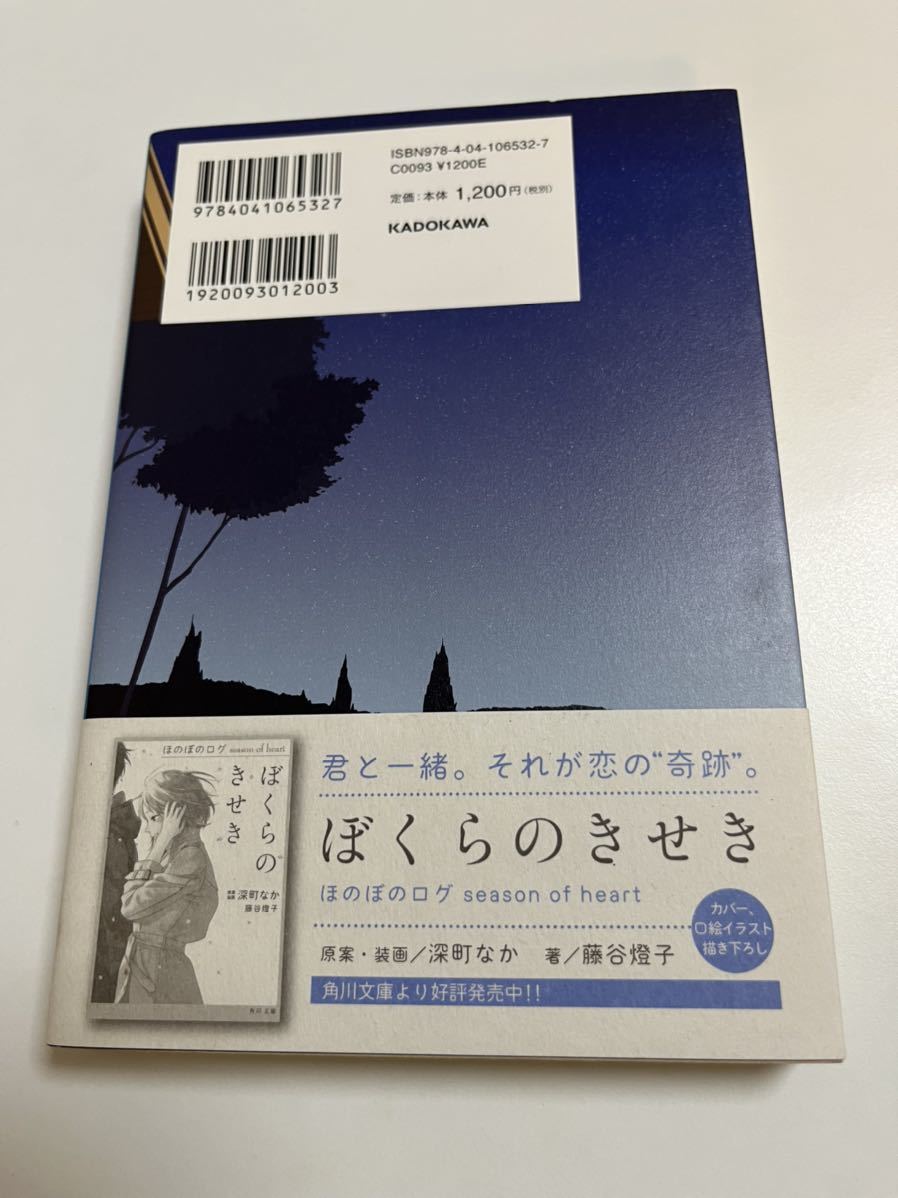 ISBN978-4-04-106532-7
C0093 ¥1200E
定価:本体 1,200円(税別)
KADOKAWA
9784041065327
1920093012003
君と一緒。それが恋の“奇跡”。
ぼくらのきせき
ほのぼのログ season of heart
原案・装画／深町なか 著／藤谷燈子
カバー、
口絵イラスト
描き下ろし
角川文庫より好評発売中!!
ほのぼのログ season of heart
ぼくらの
きせき
深町なか
藤谷燈子
角川文庫